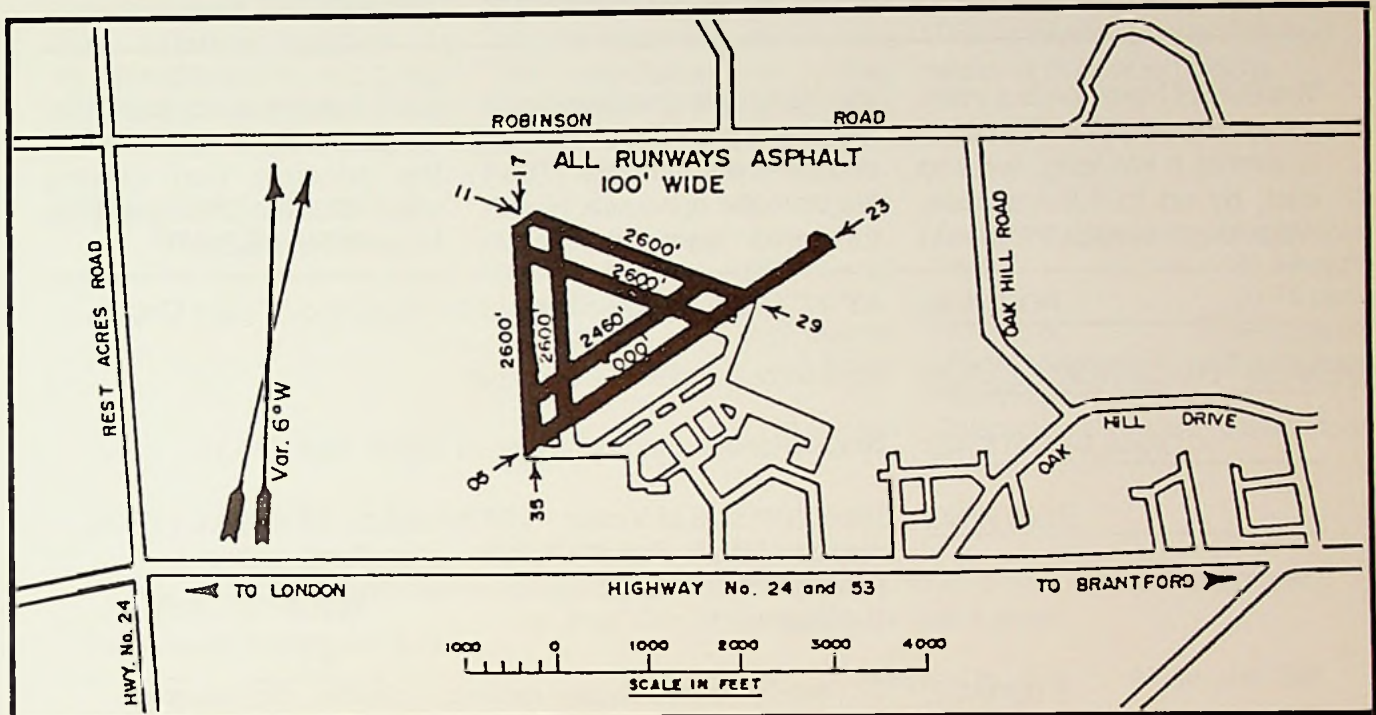 ROBINSON ROAD
ALL RUNWAYS ASPHALT
100' WIDE
17
11
23
2600'
2600'
29
2460'
000'
2600'
2600'
35
REST ACRES ROAD
Var. 6°W
OAK HILL ROAD
OAK HILL DRIVE
TO LONDON
HIGHWAY No. 24 and 53
TO BRANTFORD
HWY. No. 24
1000 0 1000 2000 3000 4000
SCALE IN FEET